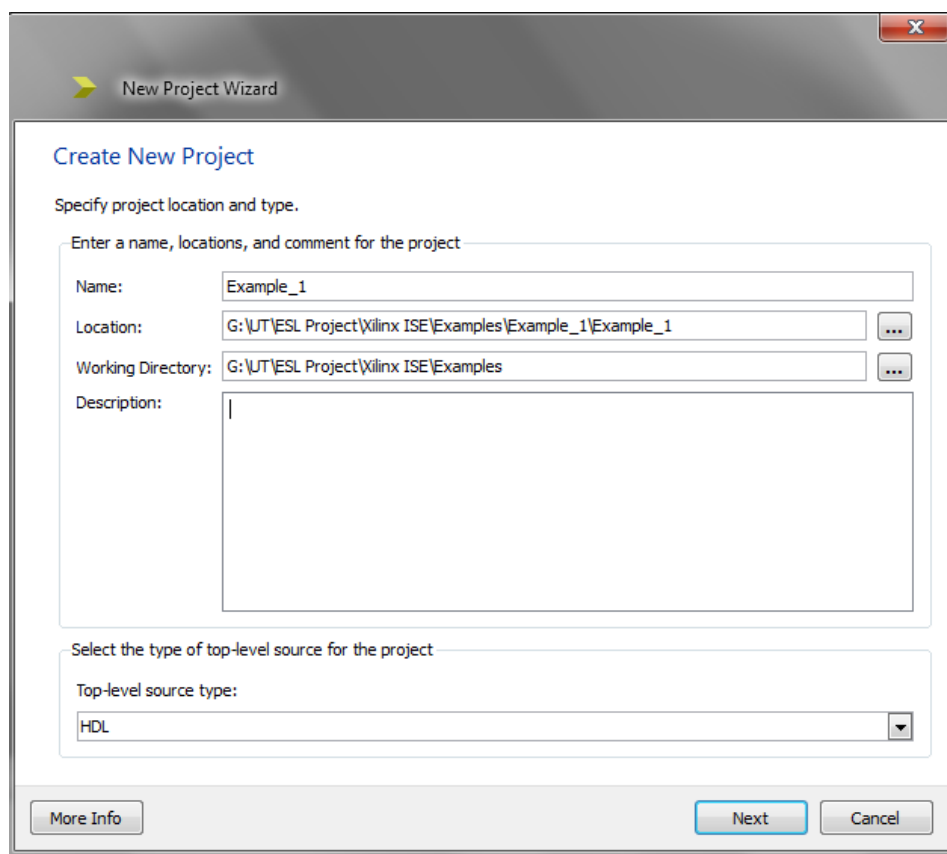 New Project Wizard
Create New Project
Specify project location and type.
Enter a name, locations, and comment for the project
Name: Example_1
Location: G:\UT\ESL Project\Xilinx ISE\Examples\Example_1\Example_1 ...
Working Directory: G:\UT\ESL Project\Xilinx ISE\Examples ...
Description:
Select the type of top-level source for the project
Top-level source type:
HDL
More Info Next Cancel